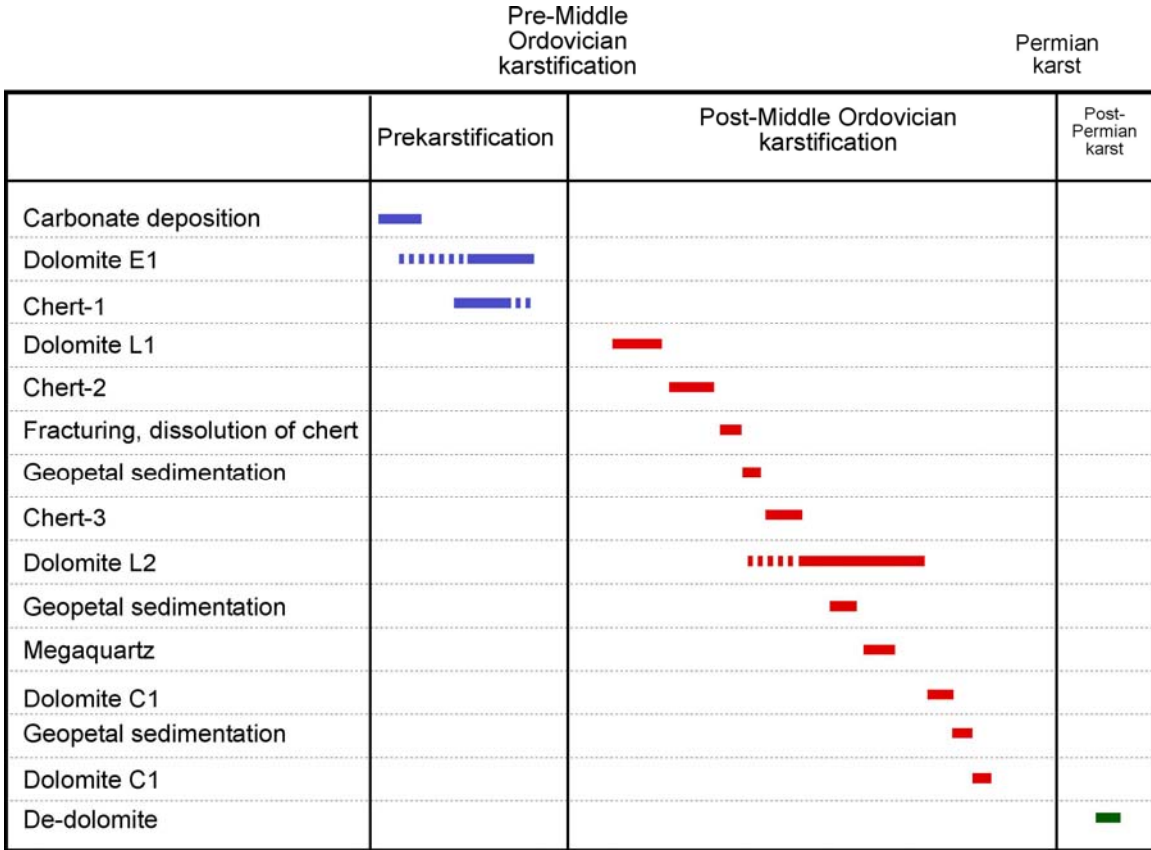 Pre-Middle
Ordovician
karstification
Permian
karst
Prekarstification
Post-Middle Ordovician
karstification
Post-
Permian
karst
Carbonate deposition
Dolomite E1
Chert-1
Dolomite L1
Chert-2
Fracturing, dissolution of chert
Geopetal sedimentation
Chert-3
Dolomite L2
Geopetal sedimentation
Megaquartz
Dolomite C1
Geopetal sedimentation
Dolomite C1
De-dolomite